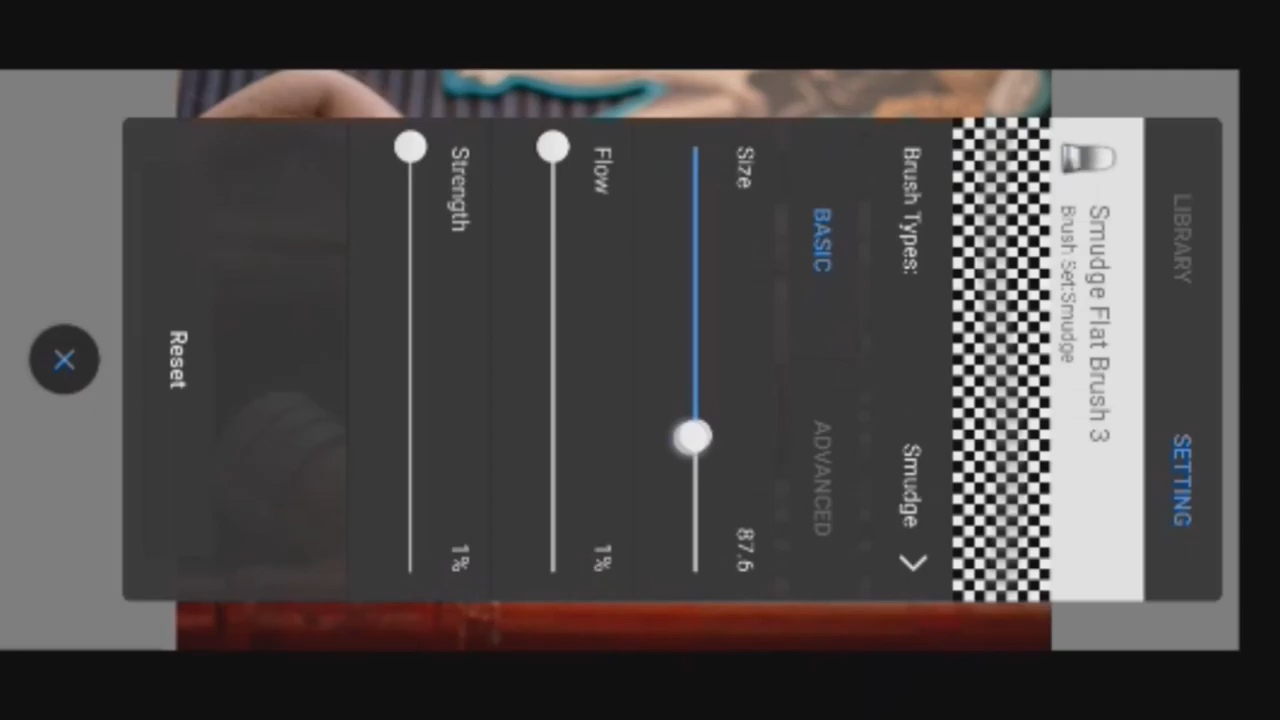 LIBRARY SETTING
Smudge Flat Brush 3
Brush Set:Smudge
Brush Types: Smudge
BASIC ADVANCED
Size 87.6
Flow 1%
Strength 1%
Reset